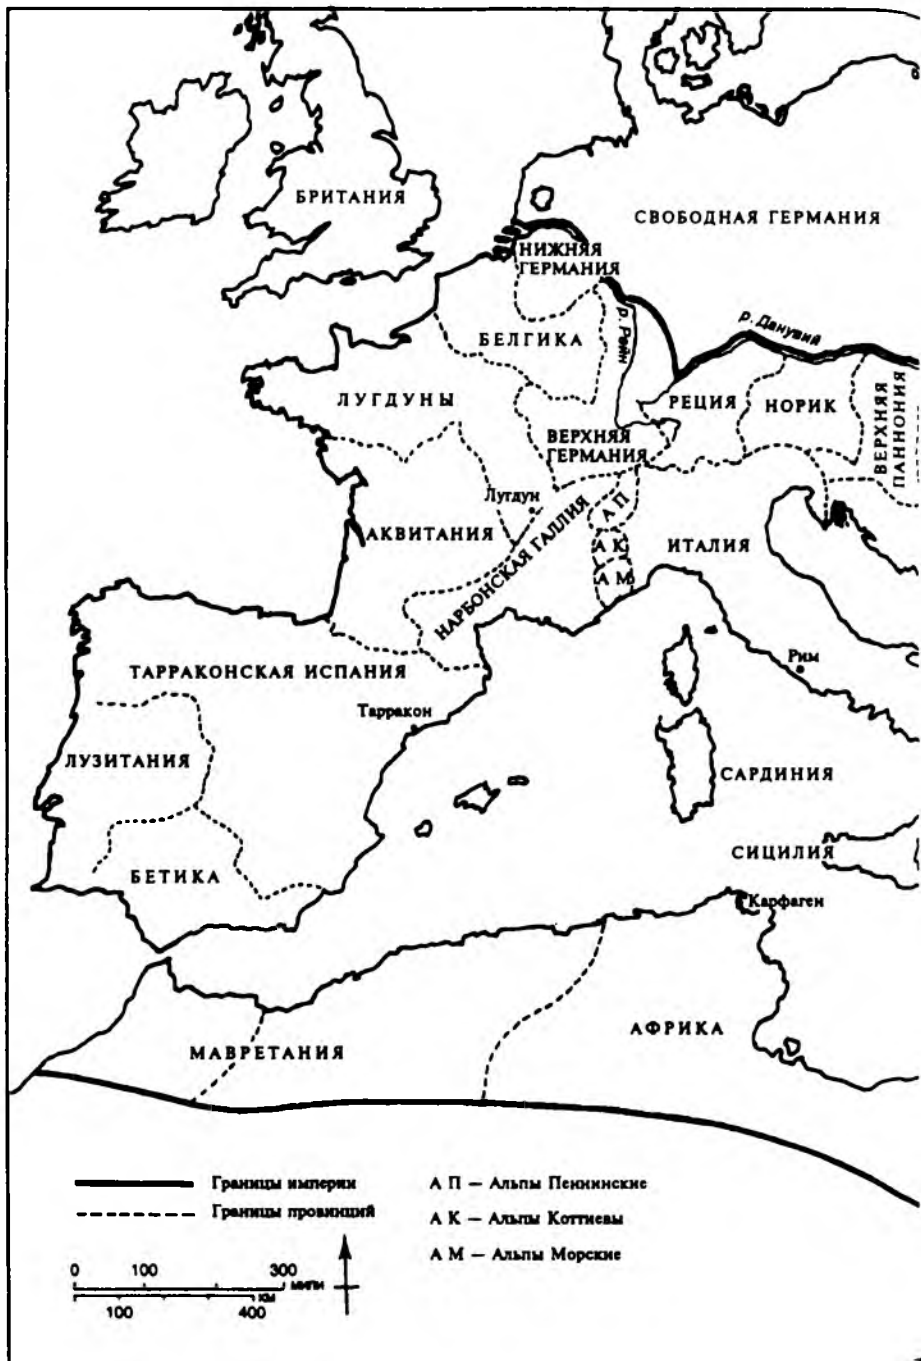 БРИТАНИЯ
СВОБОДНАЯ ГЕРМАНИЯ
НИЖНЯЯ
ГЕРМАНИЯ
р. Данувий
БЕЛГИКА
р. Рейн
ЛУГДУНЫ
РЕЦИЯ
НОРИК
ВЕРХНЯЯ
ПАННОНИЯ
ВЕРХНЯЯ
ГЕРМАНИЯ
Лугдун
АКВИТАНИЯ
НАРБОНСКАЯ ГАЛЛИЯ
А П
А К
А М
ИТАЛИЯ
Рим
ТАРРАКОНСКАЯ ИСПАНИЯ
Тарракон
ЛУЗИТАНИЯ
САРДИНИЯ
СИЦИЛИЯ
БЕТИКА
Карфаген
АФРИКА
МАВРЕТАНИЯ
Границы империи
Границы провинций
А П — Альпы Пеннинские
А К — Альпы Коттиевы
А М — Альпы Морские
0 100 300
мили
км
100 400